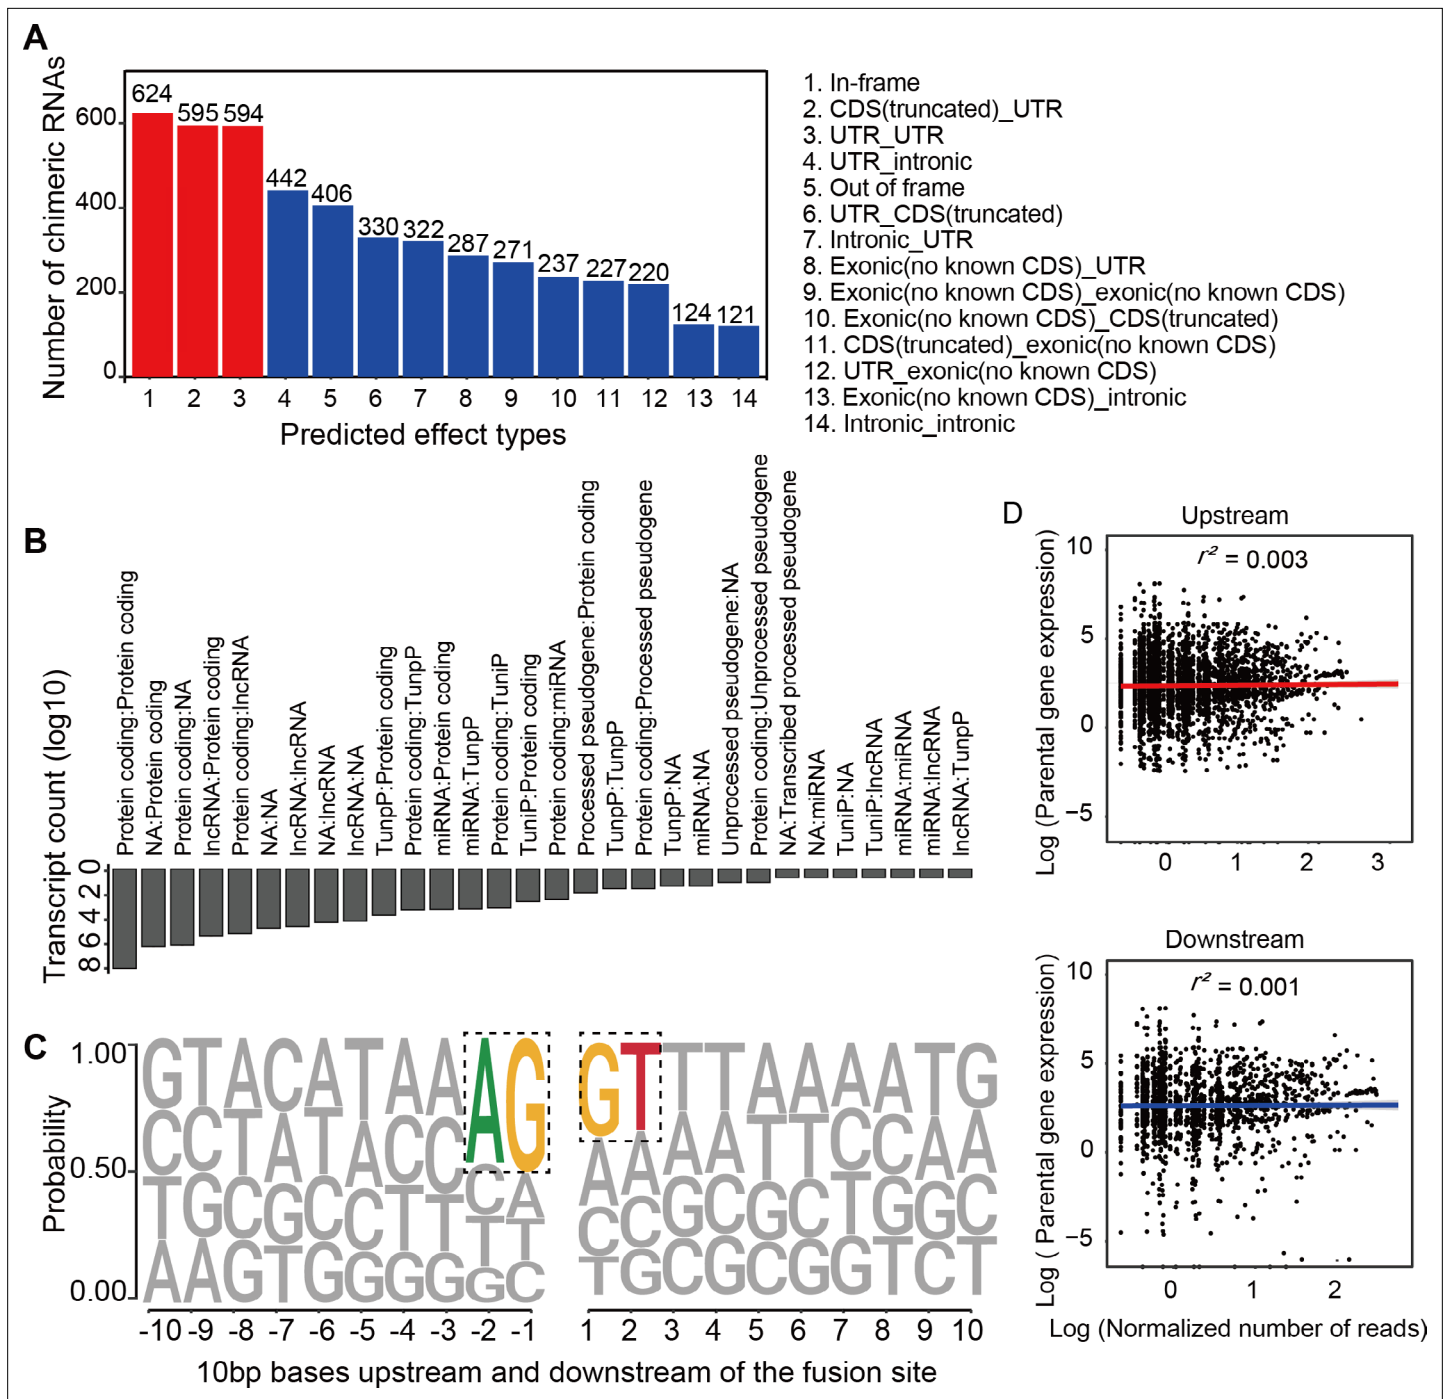 A
Number of chimeric RNAs
600
400
200
0
624
595
594
442
406
330
322
287
271
237
227
220
124
121
1 2 3 4 5 6 7 8 9 10 11 12 13 14
Predicted effect types
1. In-frame
2. CDS(truncated)_UTR
3. UTR_UTR
4. UTR_intronic
5. Out of frame
6. UTR_CDS(truncated)
7. Intronic_UTR
8. Exonic(no known CDS)_UTR
9. Exonic(no known CDS)_exonic(no known CDS)
10. Exonic(no known CDS)_CDS(truncated)
11. CDS(truncated)_exonic(no known CDS)
12. UTR_exonic(no known CDS)
13. Exonic(no known CDS)_intronic
14. Intronic_intronic
B
Transcript count (log10)
0
2
4
6
8
Protein coding:Protein coding
NA:Protein coding
Protein coding:NA
lncRNA:Protein coding
Protein coding:lncRNA
NA:NA
lncRNA:lncRNA
NA:lncRNA
lncRNA:NA
TunpP:Protein coding
Protein coding:TunpP
miRNA:Protein coding
miRNA:TunpP
Protein coding:TuniP
TuniP:Protein coding
Protein coding:miRNA
Processed pseudogene:Protein coding
TunpP:TunpP
Protein coding:Processed pseudogene
TunpP:NA
miRNA:NA
Unprocessed pseudogene:NA
Protein coding:Unprocessed pseudogene
NA:Transcribed processed pseudogene
NA:miRNA
TuniP:NA
TuniP:lncRNA
miRNA:miRNA
miRNA:lncRNA
lncRNA:TunpP
C
Probability
1.00
0.50
0.00
GTACATAAAG GTTTAAAATG
CCTATACCCA AAAATTCCAA
TGCGCCTTTT CCGCGCTGGC
AAGTGGGGGC TGCGCGGTCT
-10 -9 -8 -7 -6 -5 -4 -3 -2 -1 1 2 3 4 5 6 7 8 9 10
10bp bases upstream and downstream of the fusion site
D
Upstream
r² = 0.003
Log (Parental gene expression)
10
5
0
−5
0 1 2 3
Downstream
r² = 0.001
Log ( Parental gene expression)
10
5
0
−5
0 1 2
Log (Normalized number of reads)